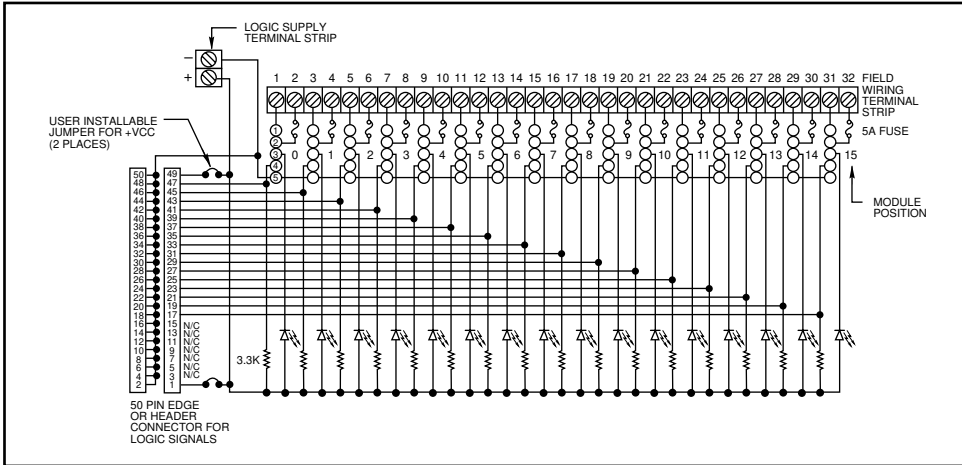 LOGIC SUPPLY
TERMINAL STRIP
−
+
1 2 3 4 5 6 7 8 9 10 11 12 13 14 15 16 17 18 19 20 21 22 23 24 25 26 27 28 29 30 31 32
FIELD
WIRING
TERMINAL
STRIP
5A FUSE
USER INSTALLABLE
JUMPER FOR +VCC
(2 PLACES)
1
2
3
4
5
0 1 2 3 4 5 6 7 8 9 10 11 12 13 14 15
MODULE
POSITION
50 49
48 47
46 45
44 43
42 41
40 39
38 37
36 35
34 33
32 31
30 29
28 27
26 25
24 23
22 21
20 19
18 17
16 15 N/C
14 13 N/C
12 11 N/C
10 9 N/C
8 7 N/C
6 5 N/C
4 3 N/C
2 1
3.3K
50 PIN EDGE
OR HEADER
CONNECTOR FOR
LOGIC SIGNALS